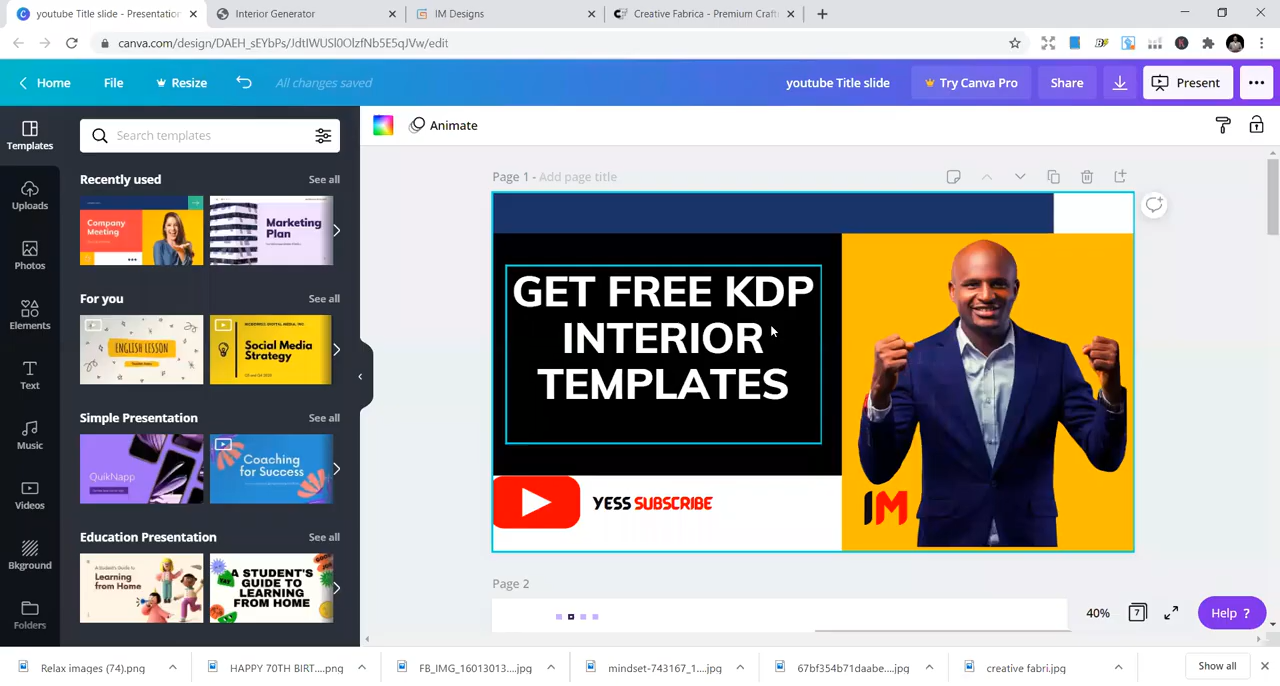 youtube Title slide - Presentation
Interior Generator
IM Designs
Creative Fabrica - Premium Craft
canva.com/design/DAEH_sEYbPs/JdtIWUSl0OlzfNb5E5qJVw/edit
Home
File
Resize
All changes saved
youtube Title slide
Try Canva Pro
Share
Present
Templates
Search templates
Animate
Page 1 - Add page title
Uploads
Photos
Elements
Text
Music
Videos
Bkground
Folders
Recently used
See all
Company
Meeting
Marketing
Plan
For you
See all
ENGLISH LESSON
Social Media
Strategy
Simple Presentation
See all
QuikNapp
Coaching
for Success
Education Presentation
See all
Learning
from Home
A STUDENT'S
GUIDE TO
LEARNING
FROM HOME
GET FREE KDP
INTERIOR
TEMPLATES
YESS SUBSCRIBE
IM
Page 2
40%
7
Help ?
Relax images (74).png
HAPPY 70TH BIRT....png
FB_IMG_16013013....jpg
mindset-743167_1....jpg
67bf354b71daabe....jpg
creative fabri.jpg
Show all